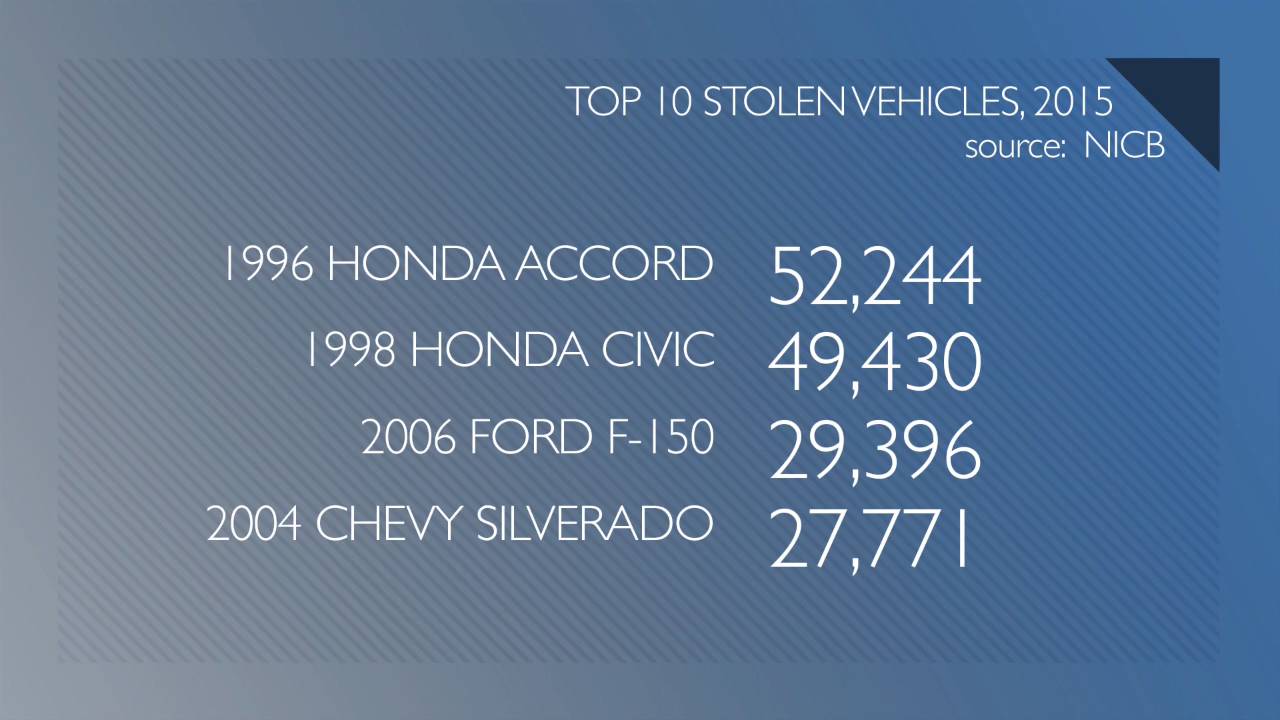 TOP 10 STOLEN VEHICLES, 2015
source: NICB
1996 HONDA ACCORD 52,244
1998 HONDA CIVIC 49,430
2006 FORD F-150 29,396
2004 CHEVY SILVERADO 27,771